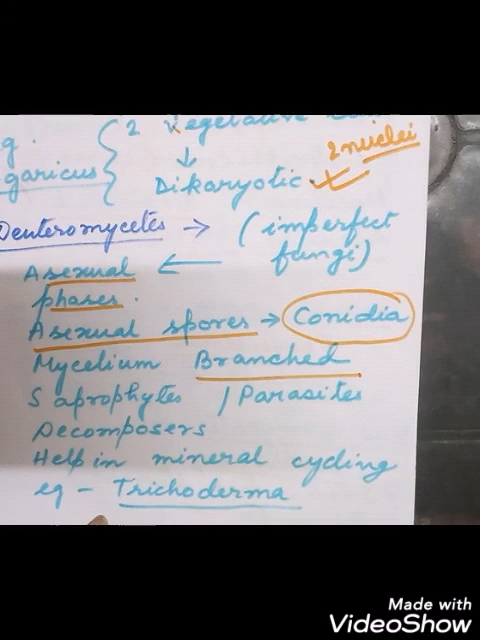 2 vegetative
g.
2 nuclei
garicus
Dikaryotic
Deuteromycetes → (imperfect
fungi)
Asexual ←
phases.
Asexual spores → Conidia
Mycelium Branched
Saprophytes / Parasites
Decomposers
Help in mineral cycling
eg - Trichoderma
Made with
VideoShow